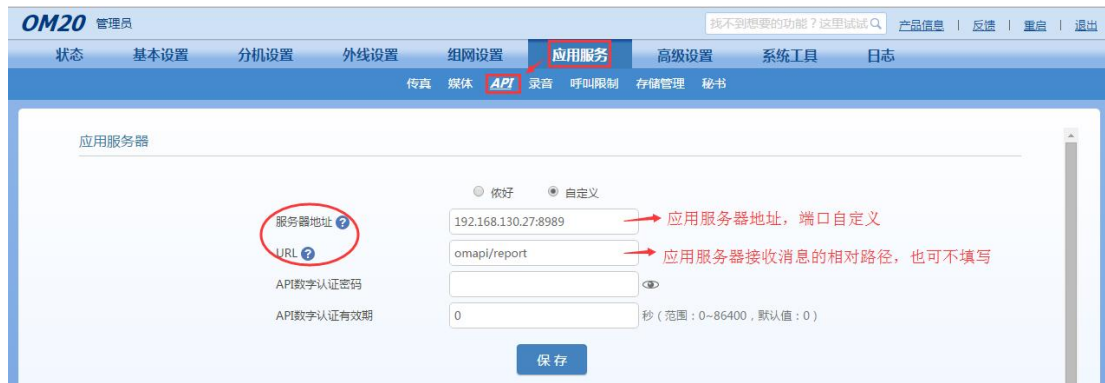 OM20 管理员 找不到想要的功能？这里试试 产品信息 | 反馈 | 重启 | 退出
状态 基本设置 分机设置 外线设置 组网设置 应用服务 高级设置 系统工具 日志
传真 媒体 API 录音 呼叫限制 存储管理 秘书
应用服务器
侬好 自定义
服务器地址 ? 192.168.130.27:8989 应用服务器地址，端口自定义
URL ? omapi/report 应用服务器接收消息的相对路径，也可不填写
API数字认证密码
API数字认证有效期 0 秒（范围：0~86400，默认值：0）
保存